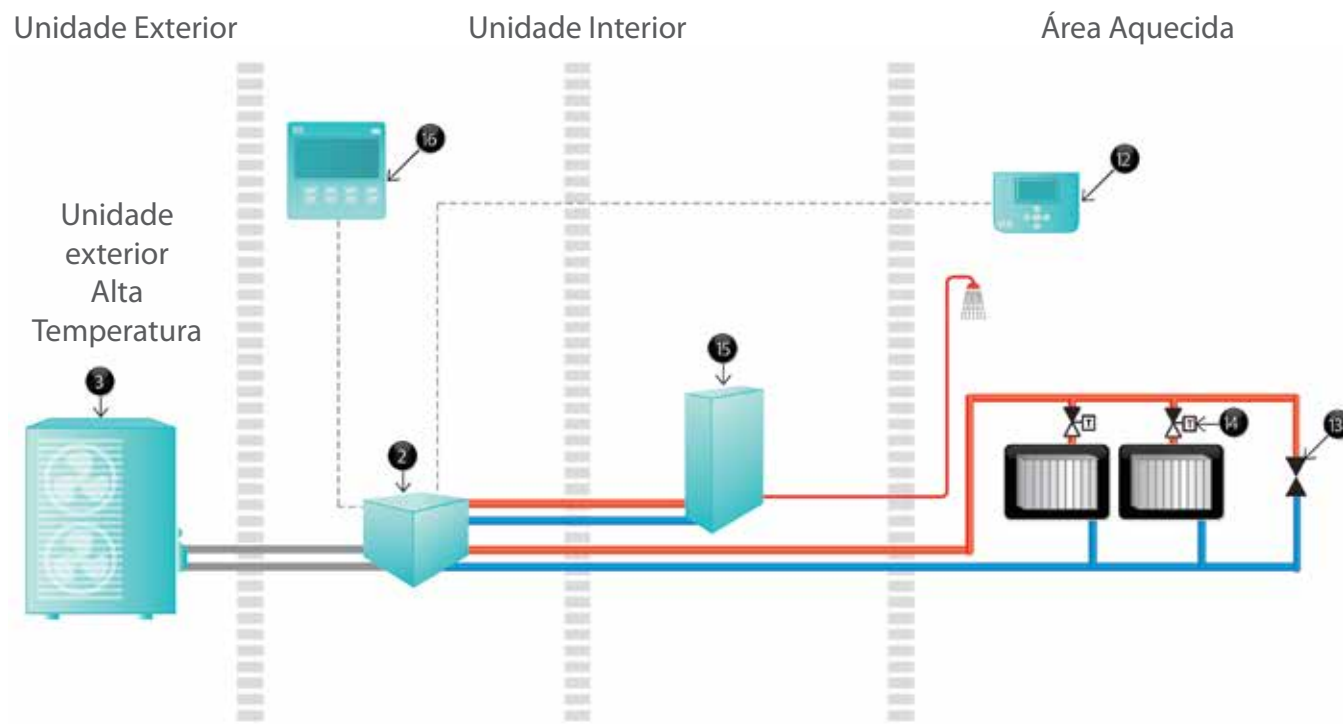 Unidade Exterior
Unidade Interior
Área Aquecida
16
12
Unidade
exterior
Alta
Temperatura
15
3
14
T
T
13
2